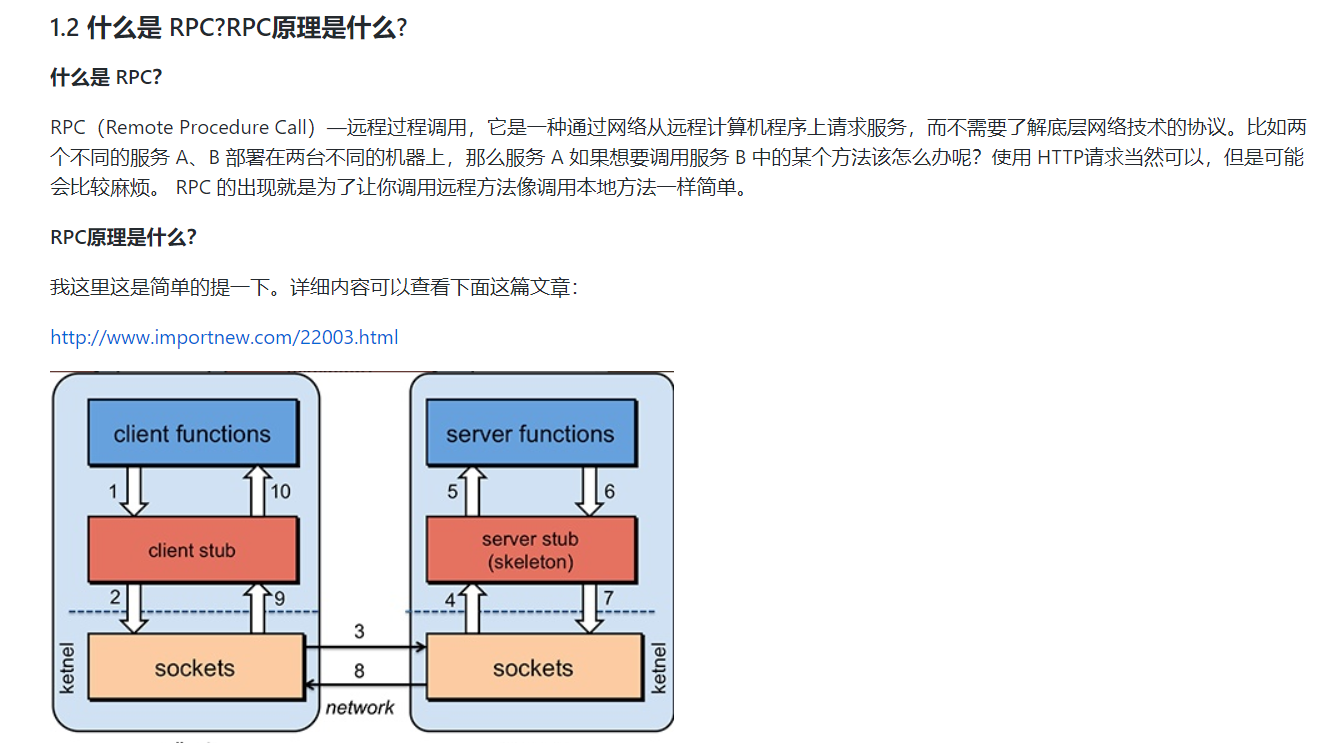 1.2 什么是 RPC?RPC原理是什么?
什么是 RPC？
RPC（Remote Procedure Call）—远程过程调用，它是一种通过网络从远程计算机程序上请求服务，而不需要了解底层网络技术的协议。比如两
个不同的服务 A、B 部署在两台不同的机器上，那么服务 A 如果想要调用服务 B 中的某个方法该怎么办呢？使用 HTTP请求当然可以，但是可能
会比较麻烦。 RPC 的出现就是为了让你调用远程方法像调用本地方法一样简单。
RPC原理是什么？
我这里这是简单的提一下。详细内容可以查看下面这篇文章：
http://www.importnew.com/22003.html
client functions
server functions
1
10
5
6
client stub
server stub
(skeleton)
2
9
4
7
3
sockets
sockets
8
ketnel
ketnel
network